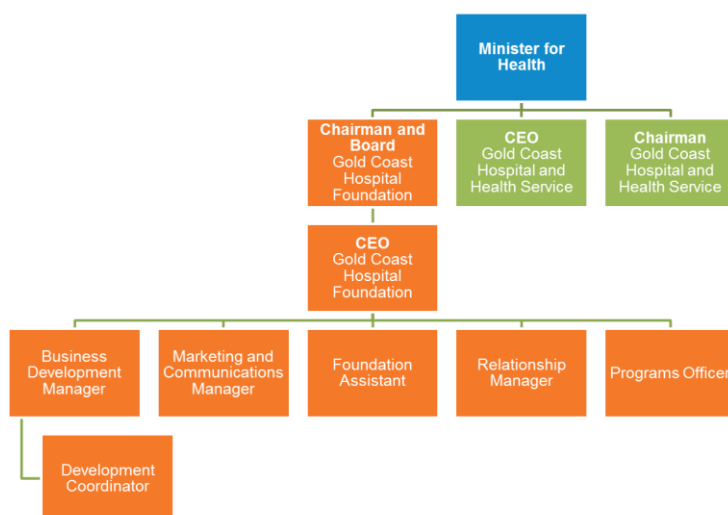 Minister for
Health
Chairman and
Board
Gold Coast
Hospital
Foundation
CEO
Gold Coast
Hospital and
Health Service
Chairman
Gold Coast
Hospital and
Health Service
CEO
Gold Coast
Hospital
Foundation
Business
Development
Manager
Marketing and
Communications
Manager
Foundation
Assistant
Relationship
Manager
Programs Officer
Development
Coordinator